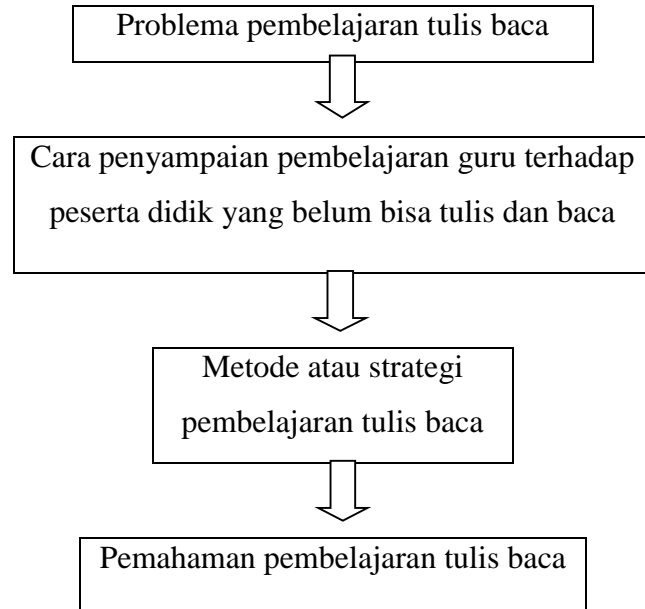 Problema pembelajaran tulis baca
Cara penyampaian pembelajaran guru terhadap
peserta didik yang belum bisa tulis dan baca
Metode atau strategi
pembelajaran tulis baca
Pemahaman pembelajaran tulis baca